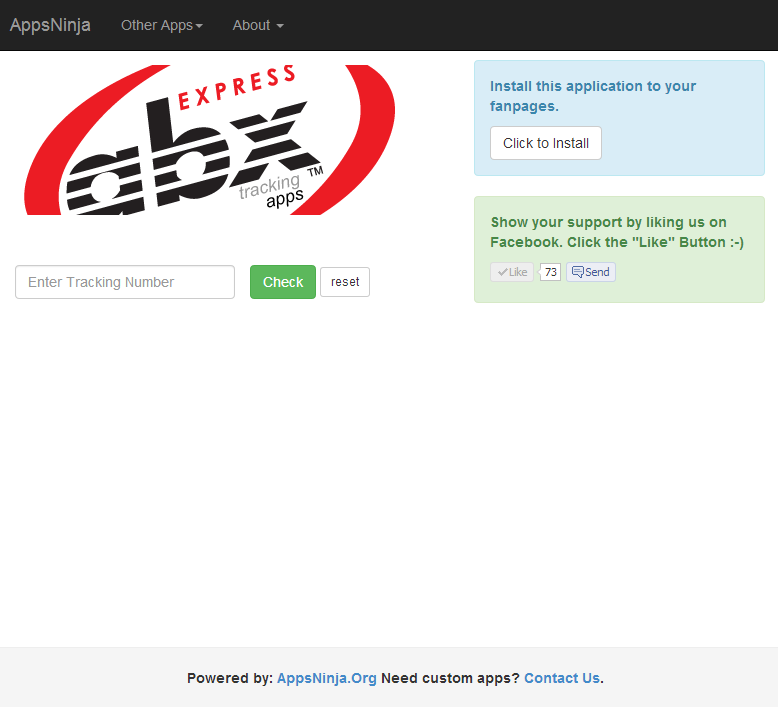 AppsNinja Other Apps About
EXPRESS
abx
TM
tracking
apps
Install this application to your
fanpages.
Click to Install
Show your support by liking us on
Facebook. Click the "Like" Button :-)
Like 73 Send
Enter Tracking Number Check reset
Powered by: AppsNinja.Org Need custom apps? Contact Us.